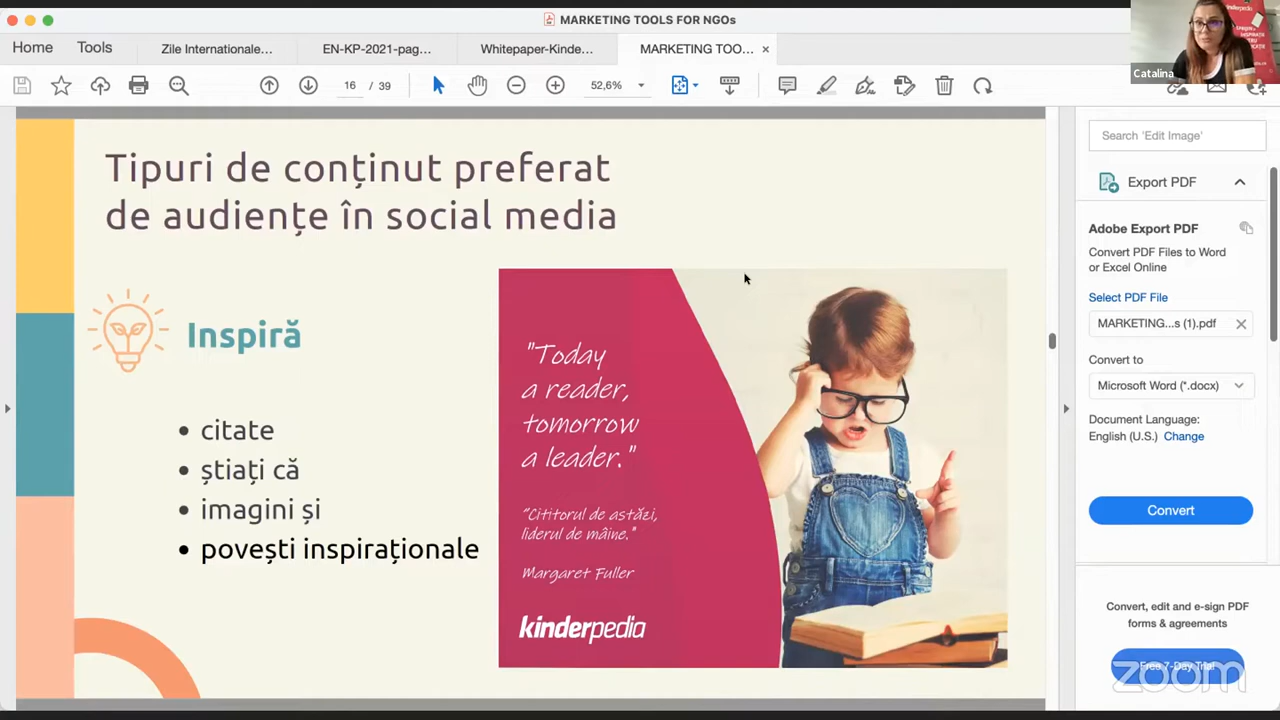 MARKETING TOOLS FOR NGOs
Home
Tools
Zile Internationale...
EN-KP-2021-pag...
Whitepaper-Kinde...
MARKETING TOO... ×
Catalina
16 / 39
52,6%
Tipuri de conținut preferat
de audiențe în social media
Inspiră
• citate
• știați că
• imagini și
• povești inspiraționale
"Today
a reader,
tomorrow
a leader."
"Cititorul de astăzi,
liderul de mâine."
Margaret Fuller
kinderpedia
Search 'Edit Image'
Export PDF
Adobe Export PDF
Convert PDF Files to Word
or Excel Online
Select PDF File
MARKETING...s (1).pdf
Convert to
Microsoft Word (*.docx)
Document Language:
English (U.S.) Change
Convert
Convert, edit and e-sign PDF
forms & agreements
Free 7-Day Trial
zoom